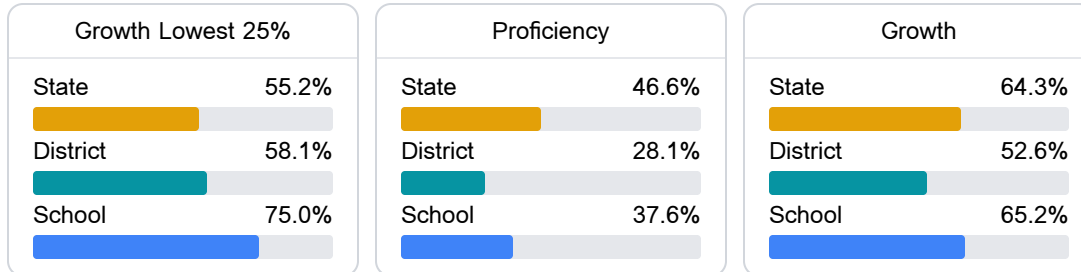 Growth Lowest 25%
State 55.2%
District 58.1%
School 75.0%
Proficiency
State 46.6%
District 28.1%
School 37.6%
Growth
State 64.3%
District 52.6%
School 65.2%